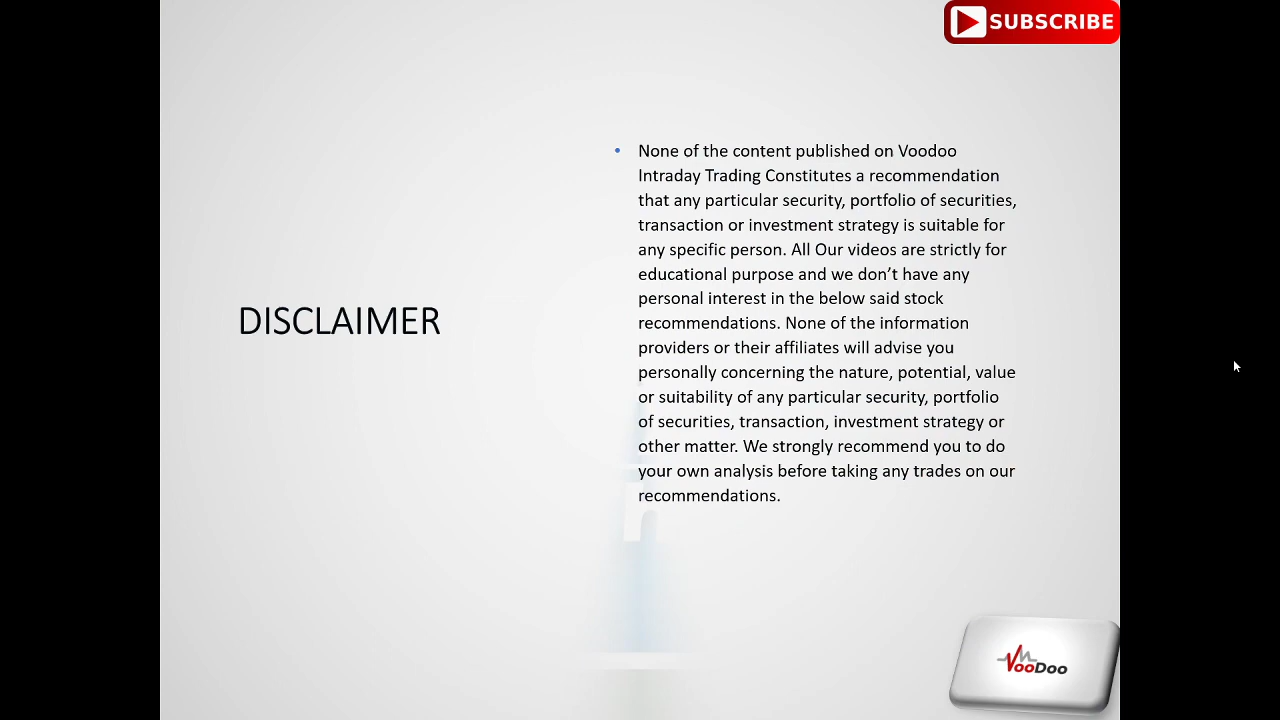 SUBSCRIBE
DISCLAIMER
• None of the content published on Voodoo
Intraday Trading Constitutes a recommendation
that any particular security, portfolio of securities,
transaction or investment strategy is suitable for
any specific person. All Our videos are strictly for
educational purpose and we don’t have any
personal interest in the below said stock
recommendations. None of the information
providers or their affiliates will advise you
personally concerning the nature, potential, value
or suitability of any particular security, portfolio
of securities, transaction, investment strategy or
other matter. We strongly recommend you to do
your own analysis before taking any trades on our
recommendations.
VooDoo